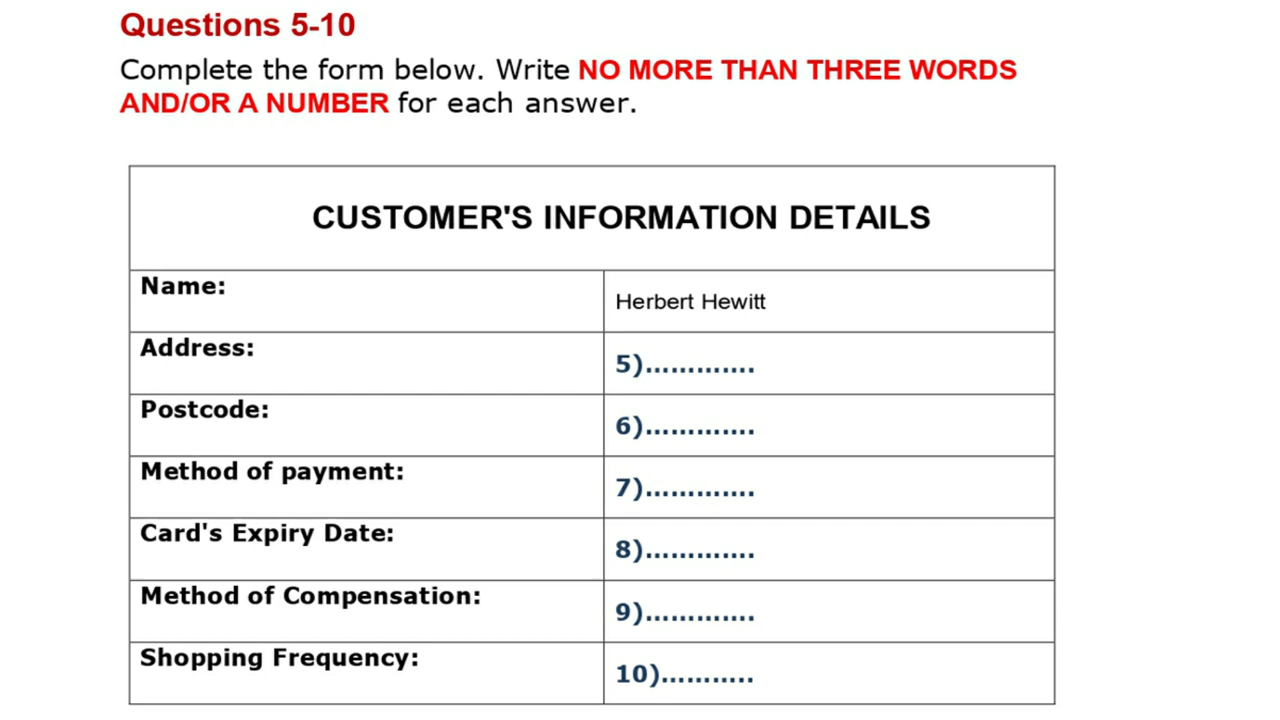 Questions 5-10
Complete the form below. Write NO MORE THAN THREE WORDS
AND/OR A NUMBER for each answer.
CUSTOMER'S INFORMATION DETAILS
Name:
Herbert Hewitt
Address:
5).............
Postcode:
6).............
Method of payment:
7).............
Card's Expiry Date:
8).............
Method of Compensation:
9).............
Shopping Frequency:
10)...........